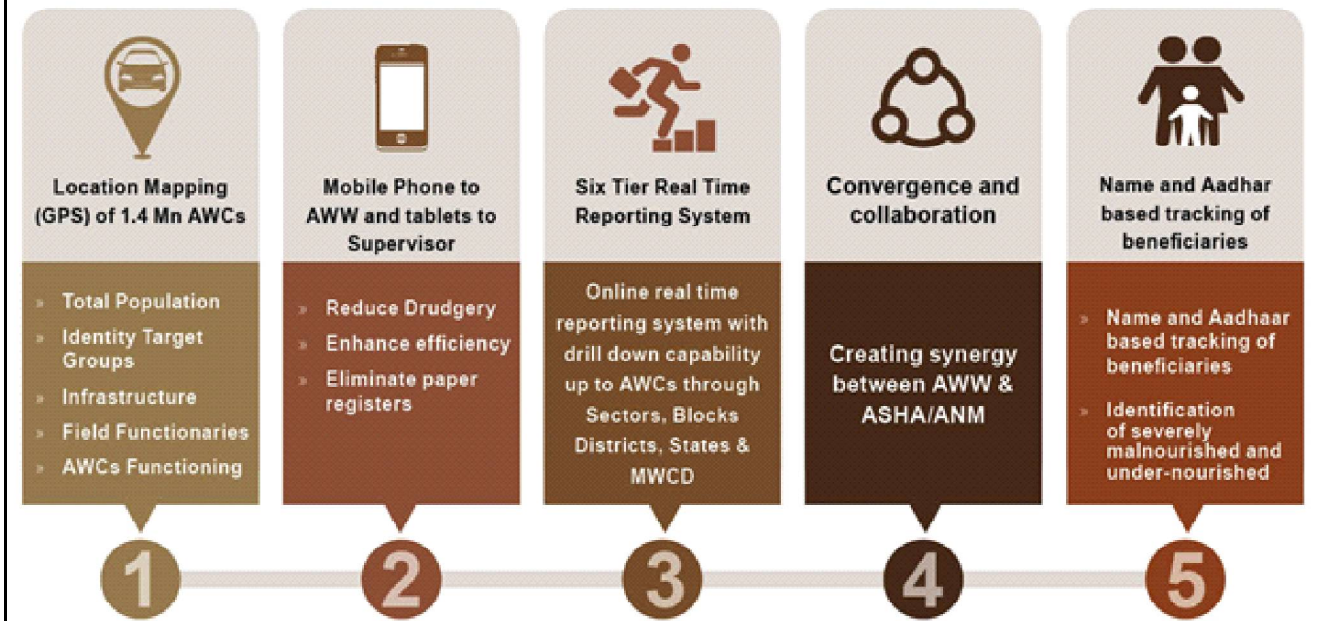 Location Mapping
(GPS) of 1.4 Mn AWCs
» Total Population
» Identity Target
Groups
» Infrastructure
» Field Functionaries
» AWCs Functioning
1
Mobile Phone to
AWW and tablets to
Supervisor
» Reduce Drudgery
» Enhance efficiency
» Eliminate paper
registers
2
Six Tier Real Time
Reporting System
Online real time
reporting system with
drill down capability
up to AWCs through
Sectors, Blocks
Districts, States &
MWCD
3
Convergence and
collaboration
Creating synergy
between AWW &
ASHA/ANM
4
Name and Aadhar
based tracking of
beneficiaries
» Name and Aadhaar
based tracking of
beneficiaries
» Identification
of severely
malnourished and
under-nourished
5